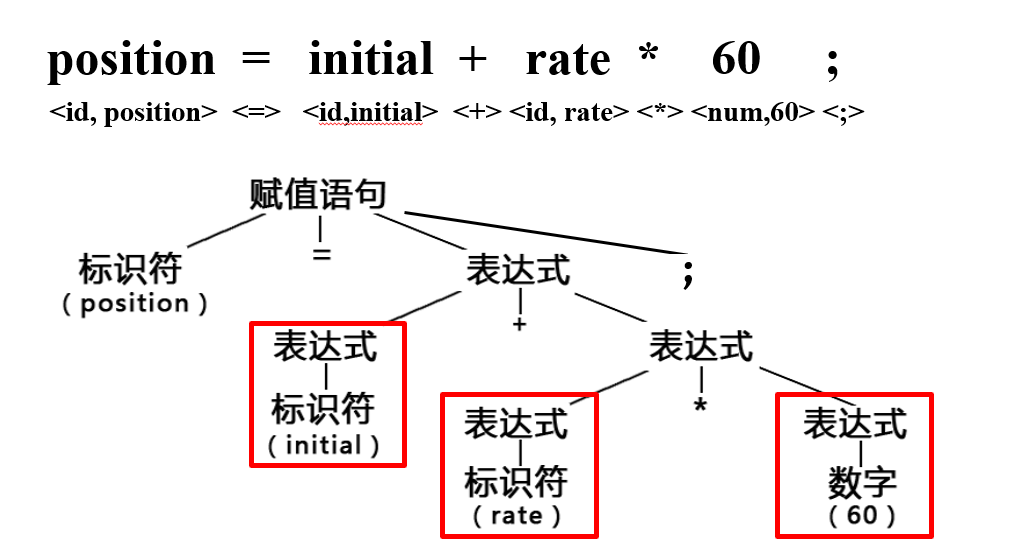 position = initial + rate * 60 ;
<id, position> <=> <id,initial> <+> <id, rate> <*> <num,60> <;>
赋值语句
标识符 = 表达式 ;
(position)
表达式 + 表达式
标识符
(initial)
表达式 * 表达式
标识符 数字
(rate) (60)